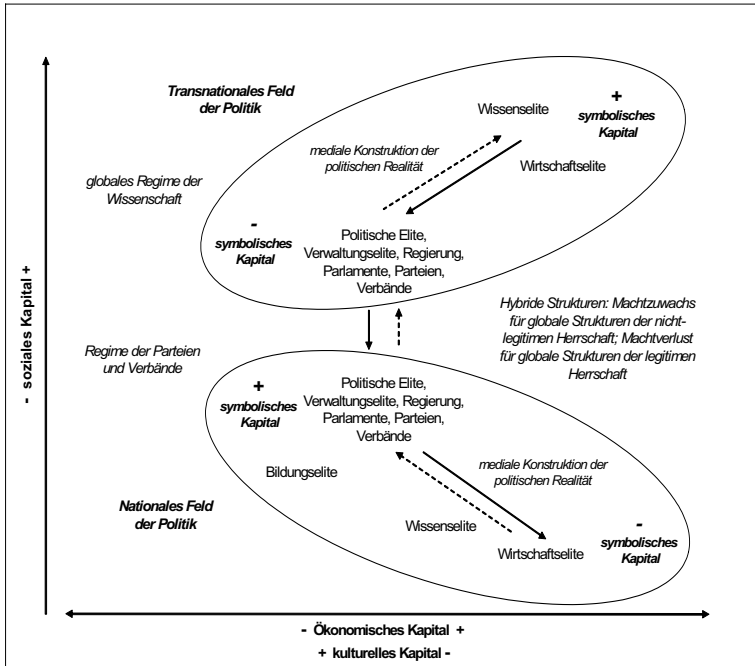 Transnationales Feld
der Politik
Wissenselite
+
symbolisches
Kapital
mediale Konstruktion der
politischen Realität
Wirtschaftselite
globales Regime der
Wissenschaft
-
symbolisches
Kapital
Politische Elite,
Verwaltungselite, Regierung,
Parlamente, Parteien,
Verbände
- soziales Kapital +
Hybride Strukturen: Machtzuwachs
für globale Strukturen der nicht-
legitimen Herrschaft; Machtverlust
für globale Strukturen der legitimen
Herrschaft
Regime der Parteien
und Verbände
+
symbolisches
Kapital
Politische Elite,
Verwaltungselite, Regierung,
Parlamente, Parteien,
Verbände
Bildungselite
mediale Konstruktion der
politischen Realität
Nationales Feld
der Politik
Wissenselite
Wirtschaftselite
-
symbolisches
Kapital
- Ökonomisches Kapital +
+ kulturelles Kapital -